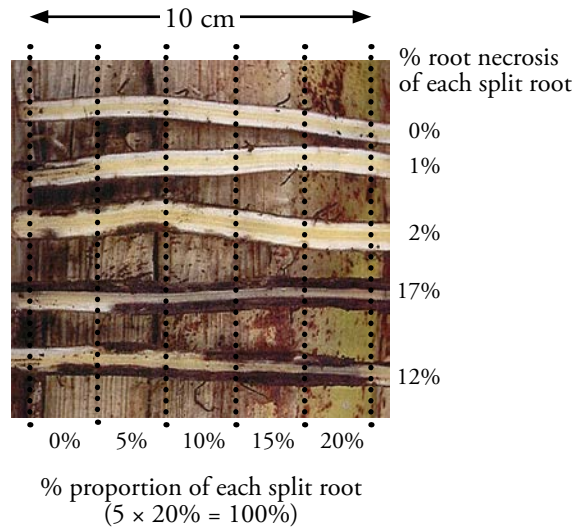 10 cm
% root necrosis
of each split root
0%
1%
2%
17%
12%
0% 5% 10% 15% 20%
% proportion of each split root
(5 × 20% = 100%)